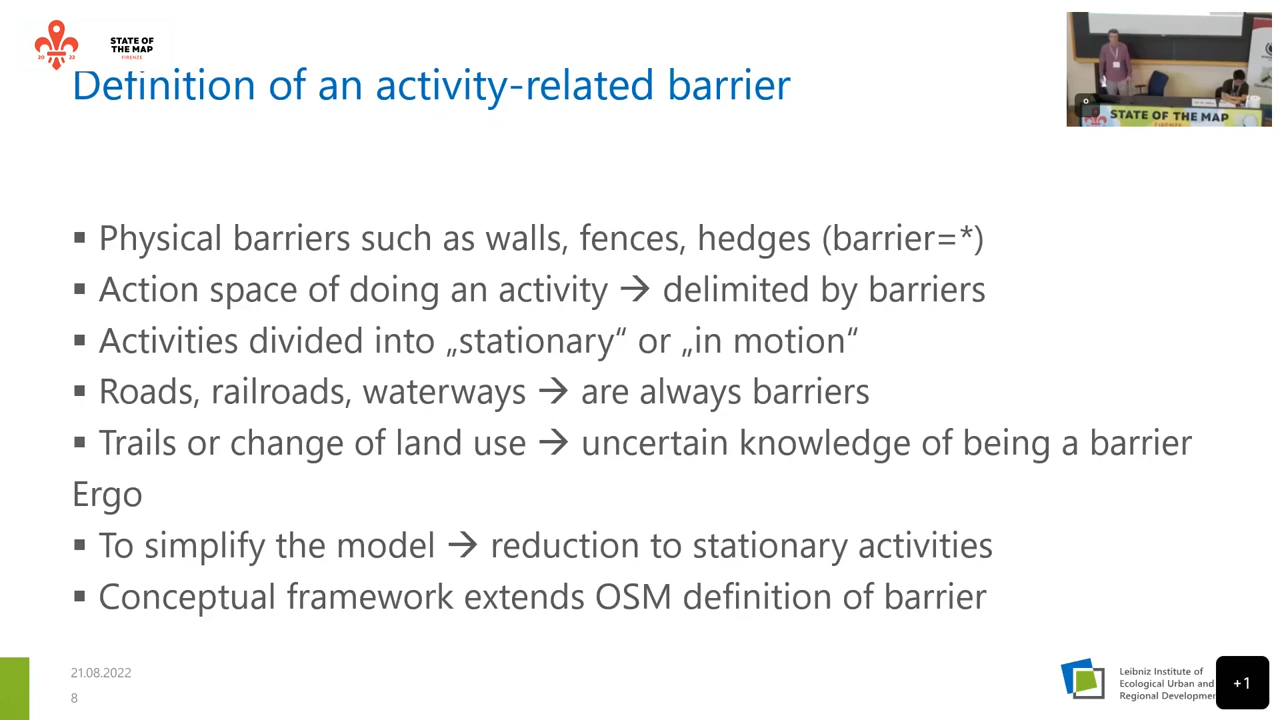 20 22
STATE OF
THE MAP
FIRENZE
Definition of an activity-related barrier
STATE OF THE MAP
FIRENZE
▪ Physical barriers such as walls, fences, hedges (barrier=*)
▪ Action space of doing an activity → delimited by barriers
▪ Activities divided into „stationary“ or „in motion“
▪ Roads, railroads, waterways → are always barriers
▪ Trails or change of land use → uncertain knowledge of being a barrier
Ergo
▪ To simplify the model → reduction to stationary activities
▪ Conceptual framework extends OSM definition of barrier
21.08.2022
8
Leibniz Institute of
Ecological Urban and
Regional Developmen
+1